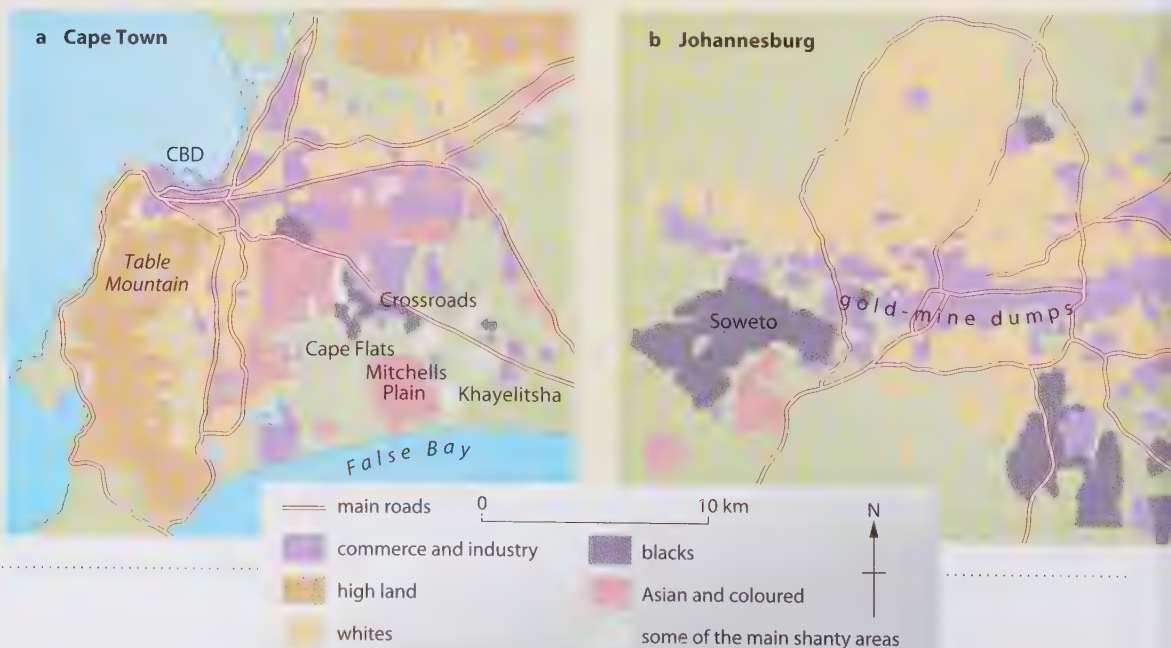 a Cape Town
CBD
Table
Mountain
Crossroads
Cape Flats
Mitchells
Plain
Khayelitsha
False Bay
b Johannesburg
Soweto
gold-mine dumps
main roads
0 10 km
N
commerce and industry
blacks
high land
Asian and coloured
whites
some of the main shanty areas